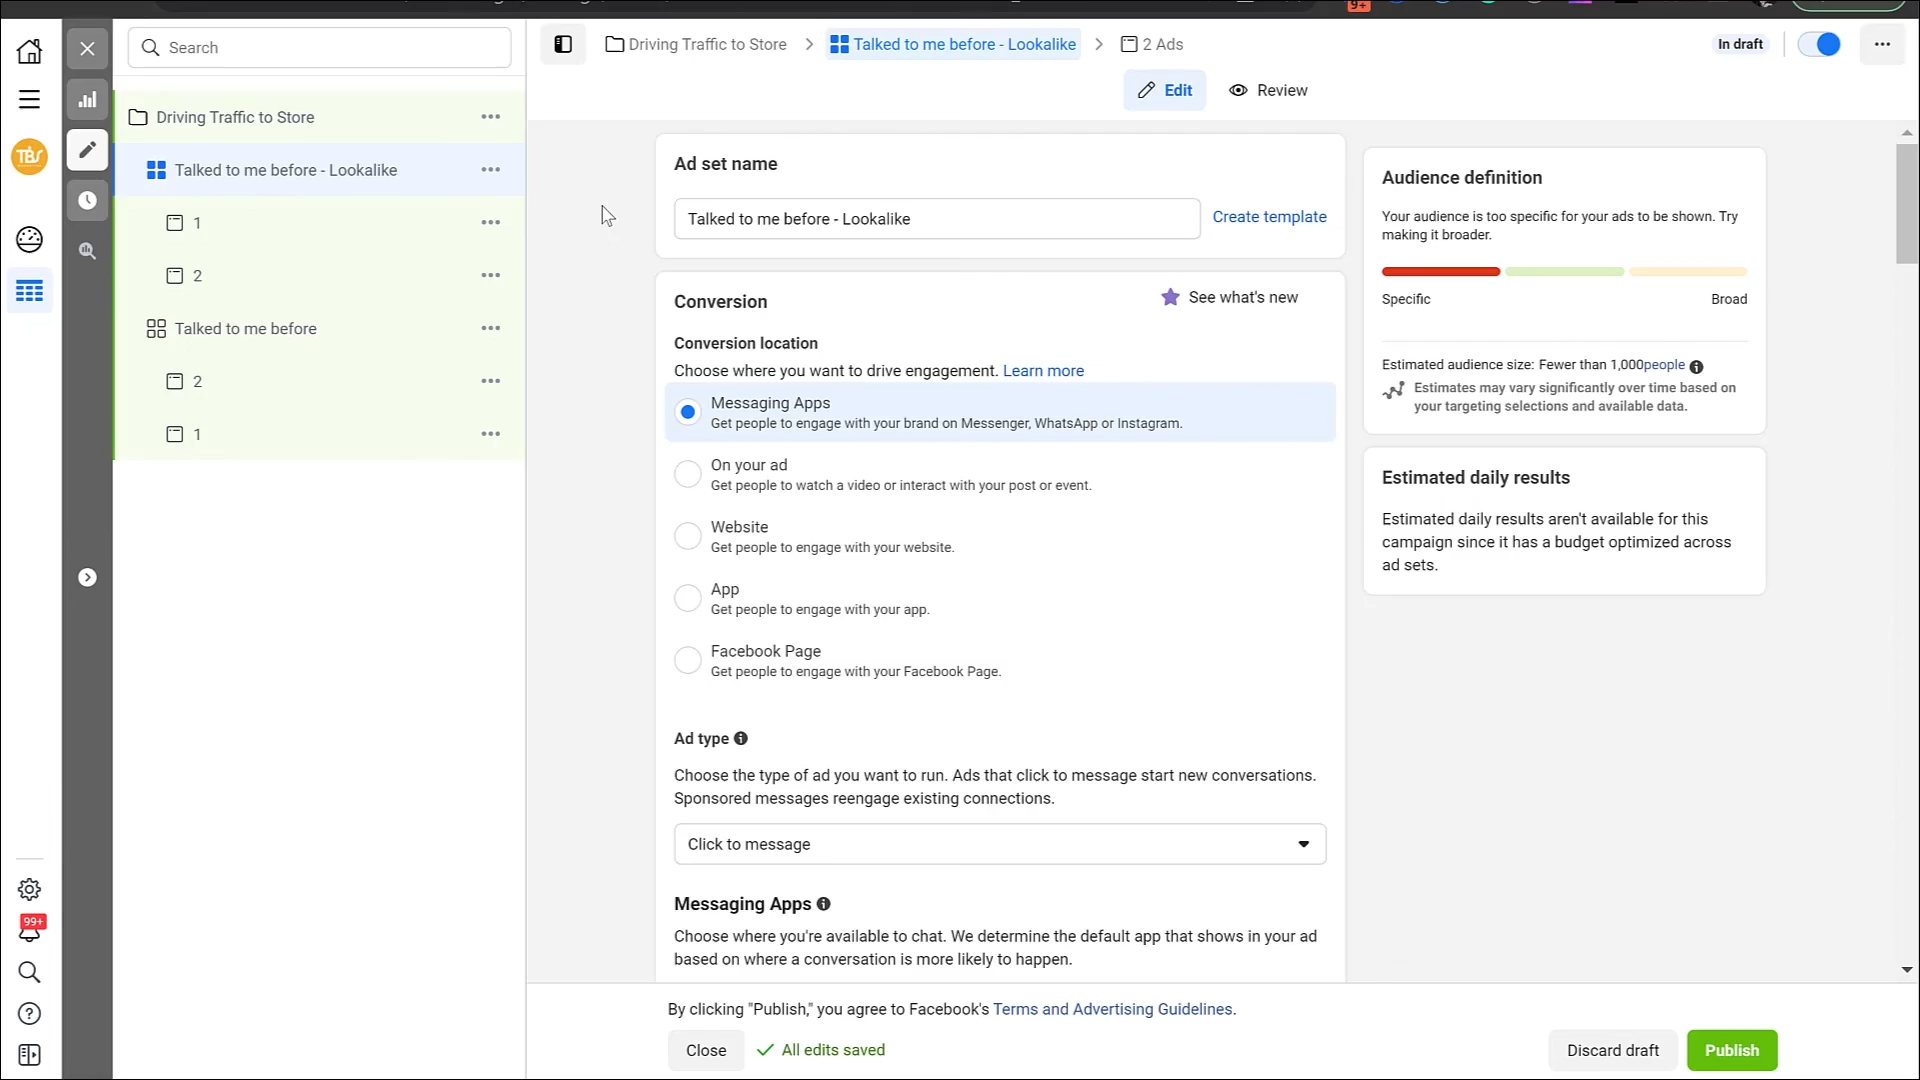 9+
Search
Driving Traffic to Store
Talked to me before - Lookalike
1
2
Talked to me before
2
1
TBS
99+
Driving Traffic to Store
Talked to me before - Lookalike
2 Ads
In draft
Edit
Review
Ad set name
Talked to me before - Lookalike
Create template
Conversion
See what's new
Conversion location
Choose where you want to drive engagement. Learn more
Messaging Apps
Get people to engage with your brand on Messenger, WhatsApp or Instagram.
On your ad
Get people to watch a video or interact with your post or event.
Website
Get people to engage with your website.
App
Get people to engage with your app.
Facebook Page
Get people to engage with your Facebook Page.
Ad type
Choose the type of ad you want to run. Ads that click to message start new conversations.
Sponsored messages reengage existing connections.
Click to message
Messaging Apps
Choose where you're available to chat. We determine the default app that shows in your ad
based on where a conversation is more likely to happen.
Audience definition
Your audience is too specific for your ads to be shown. Try
making it broader.
Specific
Broad
Estimated audience size: Fewer than 1,000people
Estimates may vary significantly over time based on
your targeting selections and available data.
Estimated daily results
Estimated daily results aren't available for this
campaign since it has a budget optimized across
ad sets.
By clicking "Publish," you agree to Facebook's Terms and Advertising Guidelines.
Close
All edits saved
Discard draft
Publish